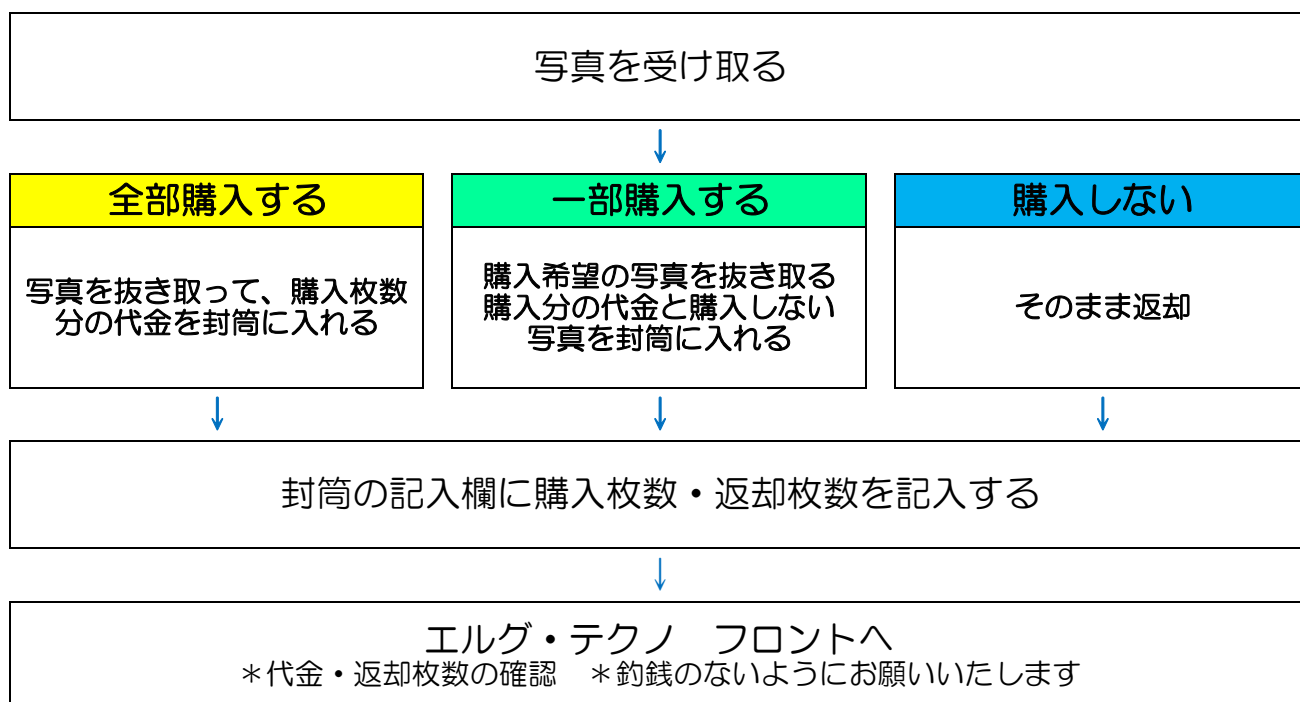 写真を受け取る
↓
全部購入する
写真を抜き取って、購入枚数
分の代金を封筒に入れる
一部購入する
購入希望の写真を抜き取る
購入分の代金と購入しない
写真を封筒に入れる
購入しない
そのまま返却
↓ ↓ ↓
封筒の記入欄に購入枚数・返却枚数を記入する
↓
エルグ・テクノ　フロントへ
＊代金・返却枚数の確認　＊釣銭のないようにお願いいたします